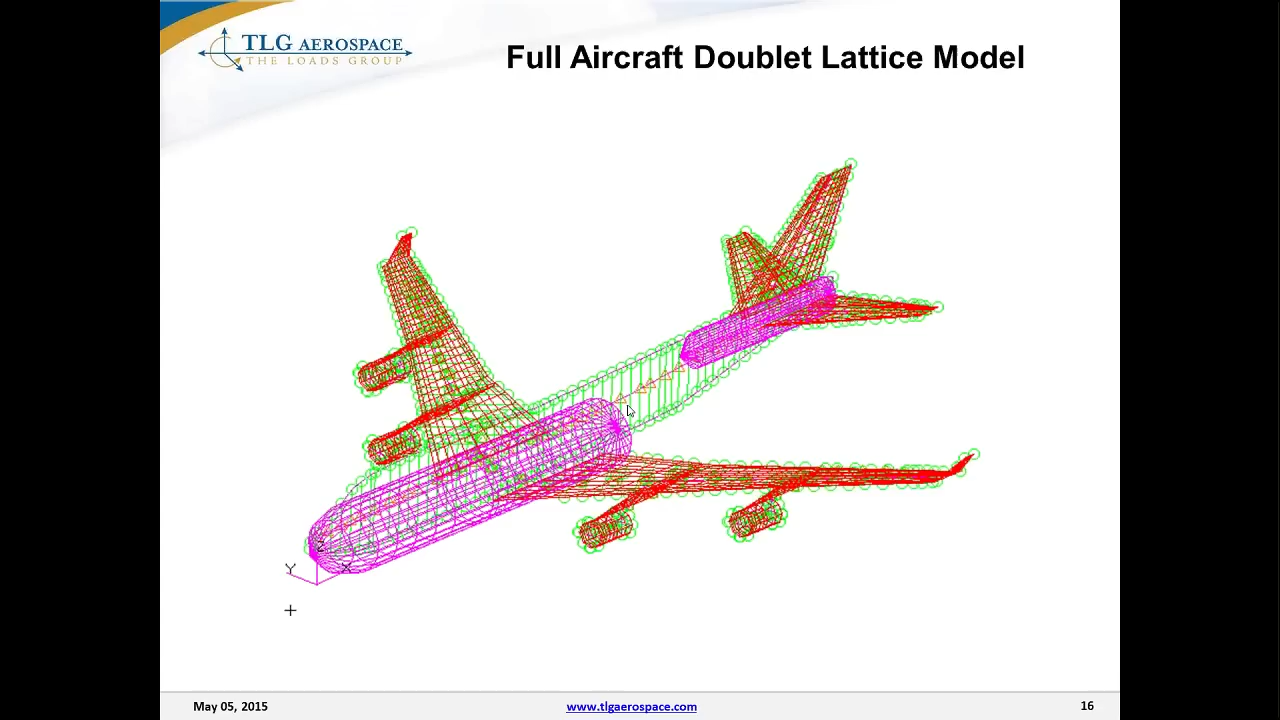 TLG AEROSPACE
THE LOADS GROUP
Full Aircraft Doublet Lattice Model
Z
Y
X
May 05, 2015
www.tlgaerospace.com
16